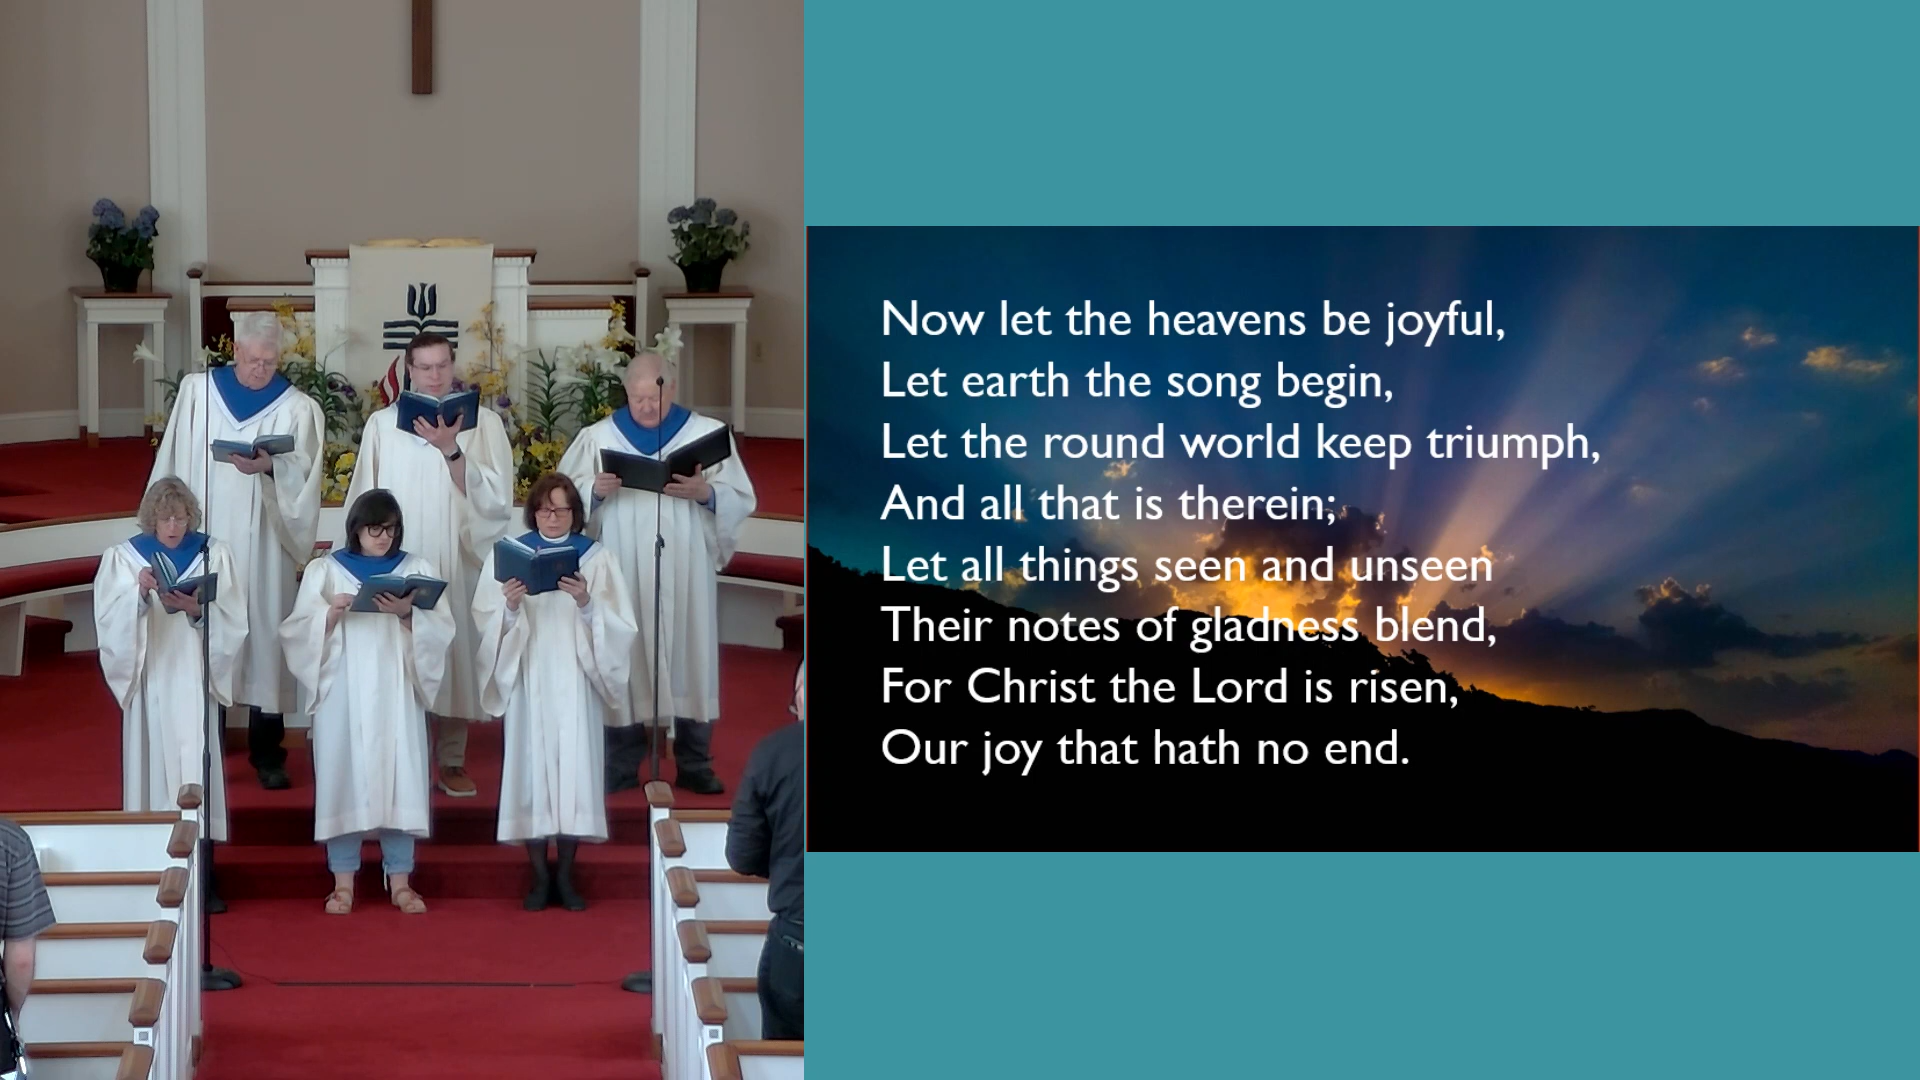 Now let the heavens be joyful,
Let earth the song begin,
Let the round world keep triumph,
And all that is therein;
Let all things seen and unseen
Their notes of gladness blend,
For Christ the Lord is risen,
Our joy that hath no end.